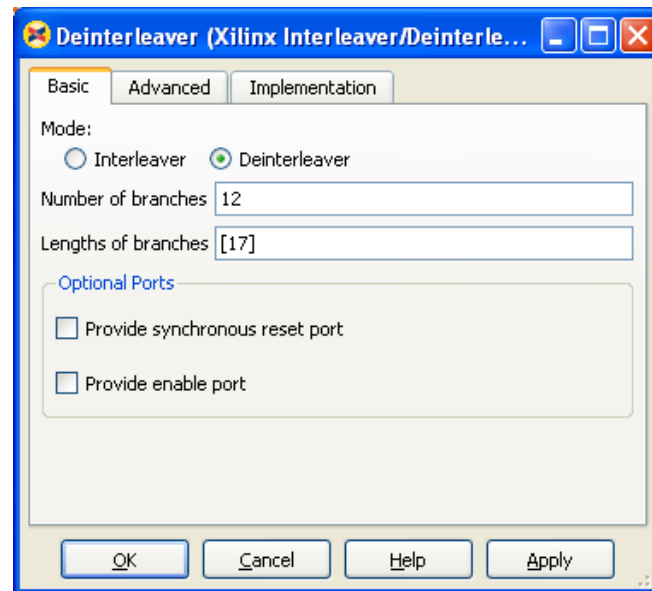 Deinterleaver (Xilinx Interleaver/Deinterle...
Basic Advanced Implementation
Mode:
Interleaver Deinterleaver
Number of branches 12
Lengths of branches [17]
Optional Ports
Provide synchronous reset port
Provide enable port
OK Cancel Help Apply